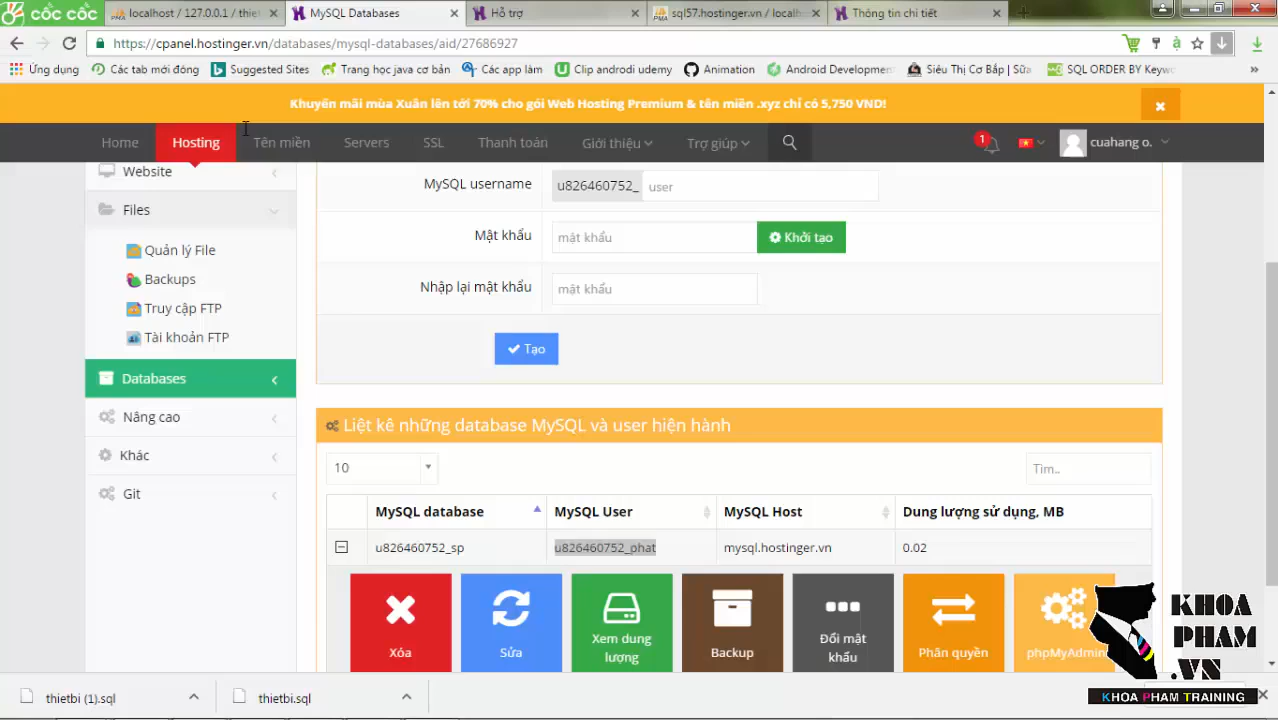 cốc cốc
localhost / 127.0.0.1 / thiet
MySQL Databases
Hỗ trợ
sql57.hostinger.vn / localh
Thông tin chi tiết
https://cpanel.hostinger.vn/databases/mysql-databases/aid/27686927
Ứng dụng
Các tab mới đóng
Suggested Sites
Trang học java cơ bản
Các app làm
Clip androdi udemy
Animation
Android Development
Siêu Thị Cơ Bắp | Sữa
SQL ORDER BY Keyw
Khuyến mãi mùa Xuân lên tới 70% cho gói Web Hosting Premium & tên miền .xyz chỉ có 5,750 VND!
Home
Hosting
Tên miền
Servers
SSL
Thanh toán
Giới thiệu
Trợ giúp
1
cuahang o.
Website
Files
Quản lý File
Backups
Truy cập FTP
Tài khoản FTP
Databases
Nâng cao
Khác
Git
MySQL username
u826460752_
user
Mật khẩu
mật khẩu
Khởi tạo
Nhập lại mật khẩu
mật khẩu
Tạo
Liệt kê những database MySQL và user hiện hành
10
Tìm..
MySQL database
MySQL User
MySQL Host
Dung lượng sử dụng, MB
u826460752_sp
u826460752_phat
mysql.hostinger.vn
0.02
Xóa
Sửa
Xem dung
lượng
Backup
Đổi mật
khẩu
Phân quyền
phpMyAdmin
KHOA
PHAM
.VN
KHOA PHAM TRAINING
thietbi (1).sql
thietbi.sql